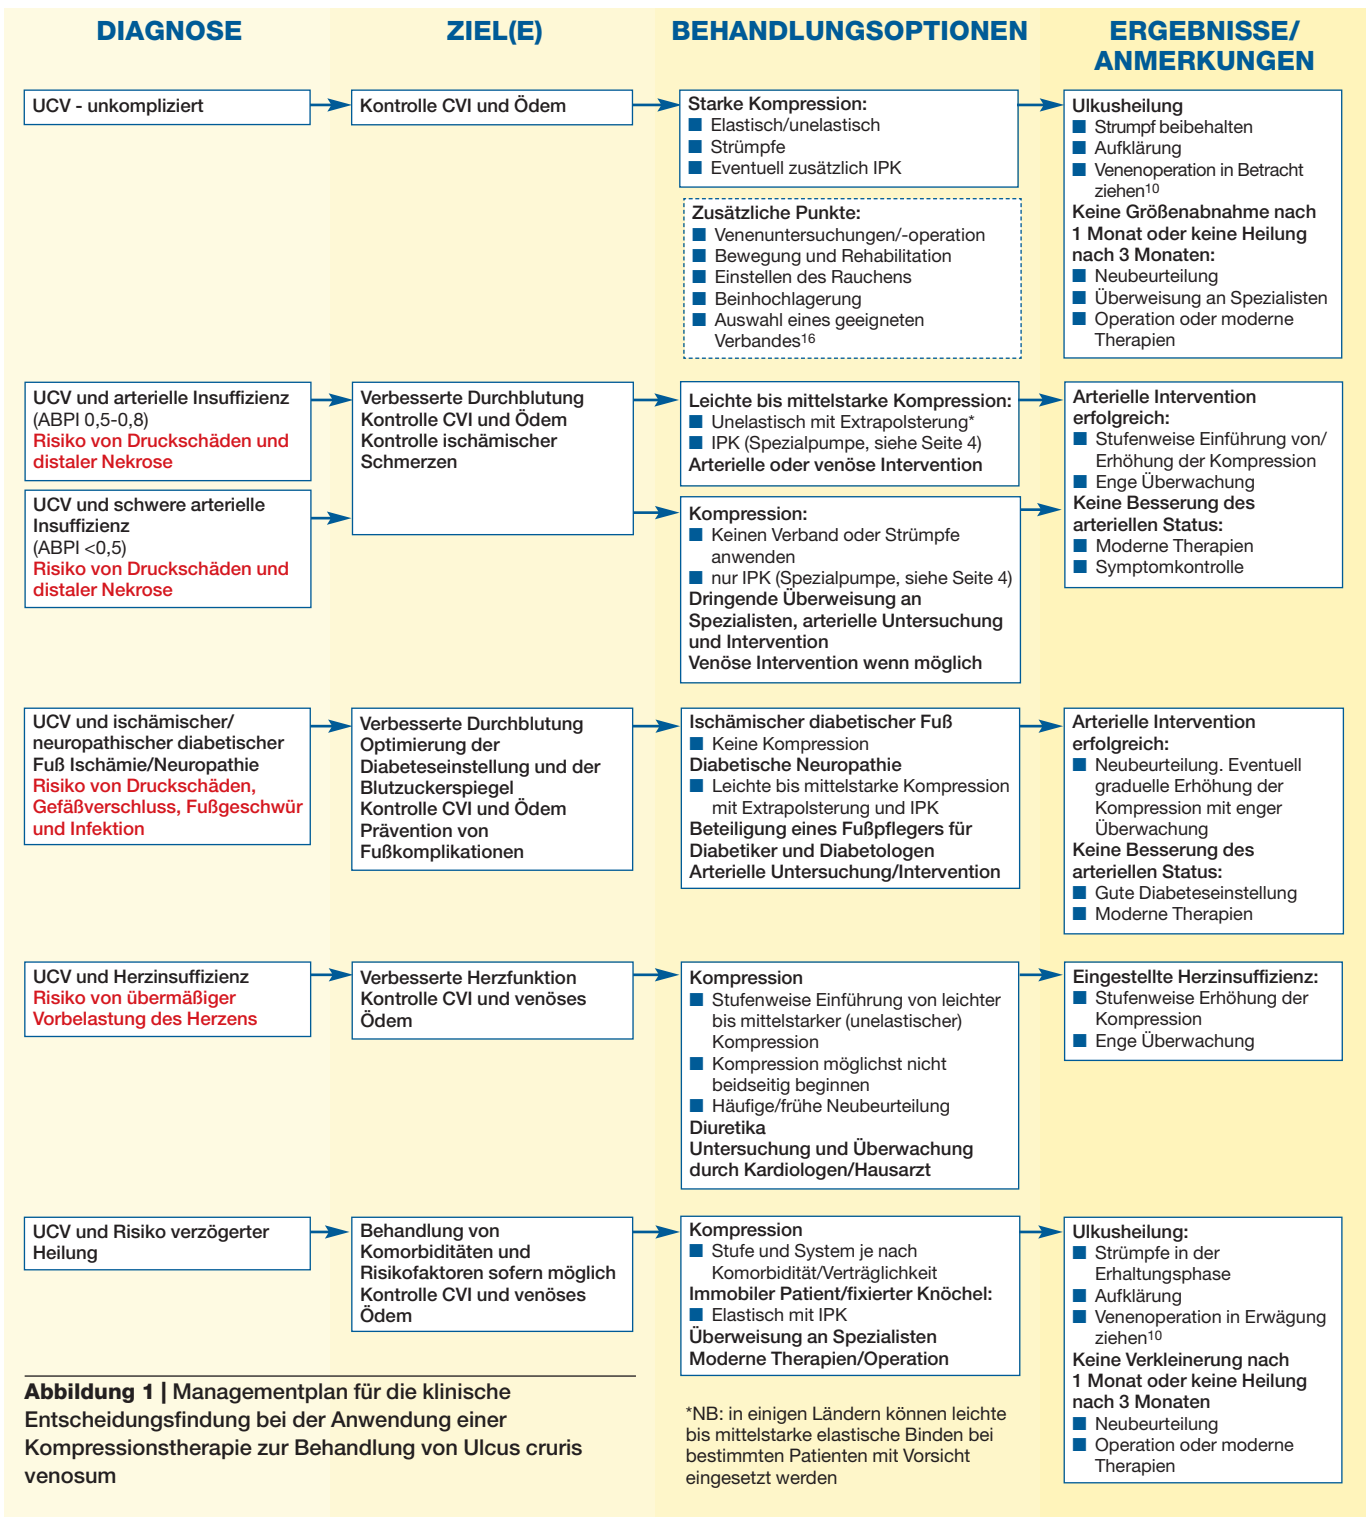 DIAGNOSE
ZIEL(E)
BEHANDLUNGSOPTIONEN
ERGEBNISSE/
ANMERKUNGEN
UCV - unkompliziert
Kontrolle CVI und Ödem
Starke Kompression:
■ Elastisch/unelastisch
■ Strümpfe
■ Eventuell zusätzlich IPK
Zusätzliche Punkte:
■ Venenuntersuchungen/-operation
■ Bewegung und Rehabilitation
■ Einstellen des Rauchens
■ Beinhochlagerung
■ Auswahl eines geeigneten
Verbandes16
Ulkusheilung
■ Strumpf beibehalten
■ Aufklärung
■ Venenoperation in Betracht
ziehen10
Keine Größenabnahme nach
1 Monat oder keine Heilung
nach 3 Monaten:
■ Neubeurteilung
■ Überweisung an Spezialisten
■ Operation oder moderne
Therapien
UCV und arterielle Insuffizienz
(ABPI 0,5-0,8)
Risiko von Druckschäden und
distaler Nekrose
UCV und schwere arterielle
Insuffizienz
(ABPI <0,5)
Risiko von Druckschäden und
distaler Nekrose
Verbesserte Durchblutung
Kontrolle CVI und Ödem
Kontrolle ischämischer
Schmerzen
Leichte bis mittelstarke Kompression:
■ Unelastisch mit Extrapolsterung*
■ IPK (Spezialpumpe, siehe Seite 4)
Arterielle oder venöse Intervention
Kompression:
■ Keinen Verband oder Strümpfe
anwenden
■ nur IPK (Spezialpumpe, siehe Seite 4)
Dringende Überweisung an
Spezialisten, arterielle Untersuchung
und Intervention
Venöse Intervention wenn möglich
Arterielle Intervention
erfolgreich:
■ Stufenweise Einführung von/
Erhöhung der Kompression
■ Enge Überwachung
Keine Besserung des
arteriellen Status:
■ Moderne Therapien
■ Symptomkontrolle
UCV und ischämischer/
neuropathischer diabetischer
Fuß Ischämie/Neuropathie
Risiko von Druckschäden,
Gefäßverschluss, Fußgeschwür
und Infektion
Verbesserte Durchblutung
Optimierung der
Diabeteseinstellung und der
Blutzuckerspiegel
Kontrolle CVI und Ödem
Prävention von
Fußkomplikationen
Ischämischer diabetischer Fuß
■ Keine Kompression
Diabetische Neuropathie
■ Leichte bis mittelstarke Kompression
mit Extrapolsterung und IPK
Beteiligung eines Fußpflegers für
Diabetiker und Diabetologen
Arterielle Untersuchung/Intervention
Arterielle Intervention
erfolgreich:
■ Neubeurteilung. Eventuell
graduelle Erhöhung der
Kompression mit enger
Überwachung
Keine Besserung des
arteriellen Status:
■ Gute Diabeteseinstellung
■ Moderne Therapien
UCV und Herzinsuffizienz
Risiko von übermäßiger
Vorbelastung des Herzens
Verbesserte Herzfunktion
Kontrolle CVI und venöses
Ödem
Kompression
■ Stufenweise Einführung von leichter
bis mittelstarker (unelastischer)
Kompression
■ Kompression möglichst nicht
beidseitig beginnen
■ Häufige/frühe Neubeurteilung
Diuretika
Untersuchung und Überwachung
durch Kardiologen/Hausarzt
Eingestellte Herzinsuffizienz:
■ Stufenweise Erhöhung der
Kompression
■ Enge Überwachung
UCV und Risiko verzögerter
Heilung
Behandlung von
Komorbiditäten und
Risikofaktoren sofern möglich
Kontrolle CVI und venöses
Ödem
Kompression
■ Stufe und System je nach
Komorbidität/Verträglichkeit
Immobiler Patient/fixierter Knöchel:
■ Elastisch mit IPK
Überweisung an Spezialisten
Moderne Therapien/Operation
Ulkusheilung:
■ Strümpfe in der
Erhaltungsphase
■ Aufklärung
■ Venenoperation in Erwägung
ziehen10
Keine Verkleinerung nach
1 Monat oder keine Heilung
nach 3 Monaten
■ Neubeurteilung
■ Operation oder moderne
Therapien
Abbildung 1 | Managementplan für die klinische
Entscheidungsfindung bei der Anwendung einer
Kompressionstherapie zur Behandlung von Ulcus cruris
venosum
*NB: in einigen Ländern können leichte
bis mittelstarke elastische Binden bei
bestimmten Patienten mit Vorsicht
eingesetzt werden